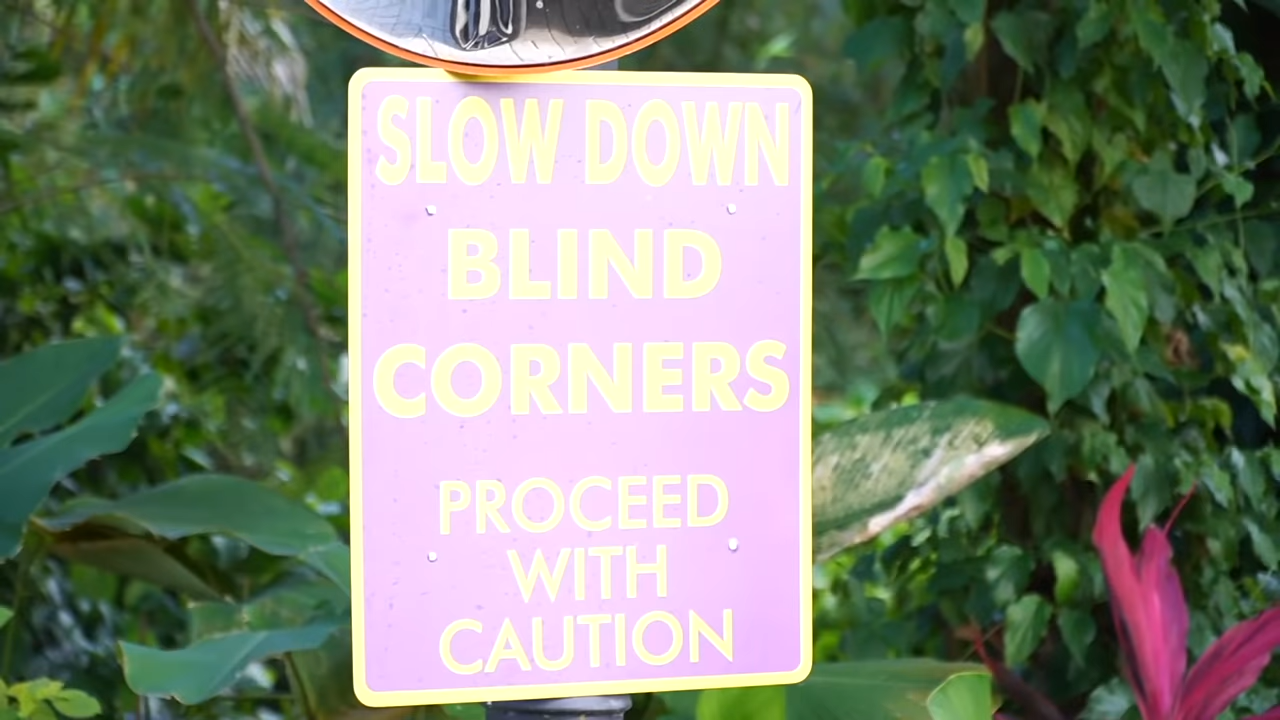 SLOW DOWN
BLIND
CORNERS
PROCEED
WITH
CAUTION